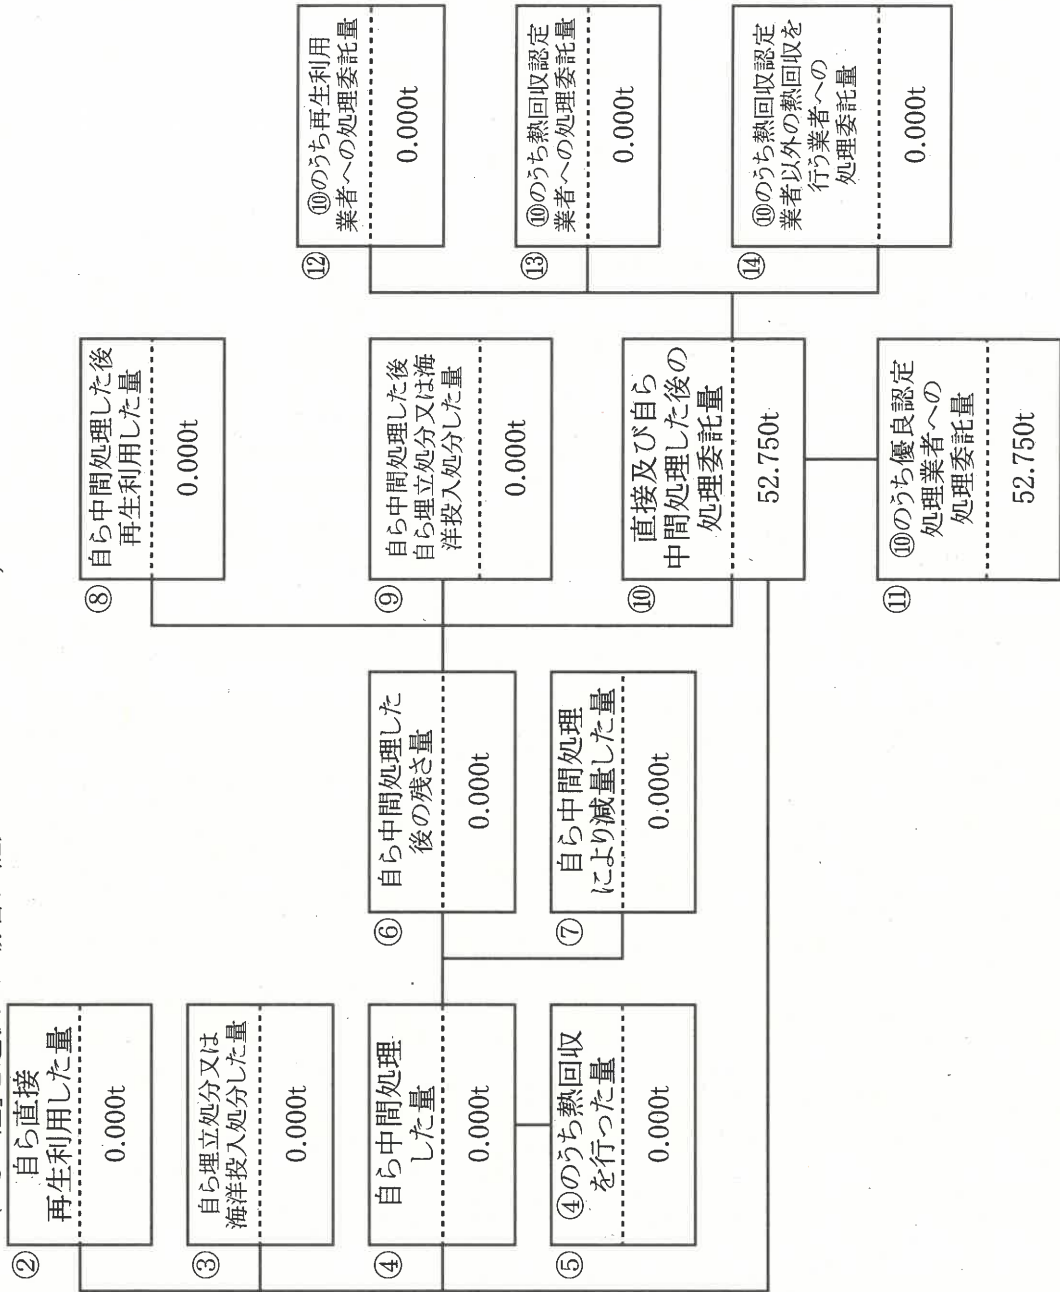 ②
自ら直接
再生利用した量
0.000t
③
自ら埋立処分又は
海洋投入処分した量
0.000t
④
自ら中間処理
した量
0.000t
⑤
④のうち熱回収
を行った量
0.000t
⑥
自ら中間処理した
後の残さ量
0.000t
⑦
自ら中間処理
により減量した量
0.000t
⑧
自ら中間処理した後
再生利用した量
0.000t
⑨
自ら中間処理した後
自ら埋立処分又は海
洋投入処分した量
0.000t
⑩
直接及び自ら
中間処理した後の
処理委託量
52.750t
⑪
⑩のうち優良認定
処理業者への
処理委託量
52.750t
⑫
⑩のうち再生利用
業者への処理委託量
0.000t
⑬
⑩のうち熱回収認定
業者への処理委託量
0.000t
⑭
⑩のうち熱回収認定
業者以外の熱回収を
行う業者への
処理委託量
0.000t